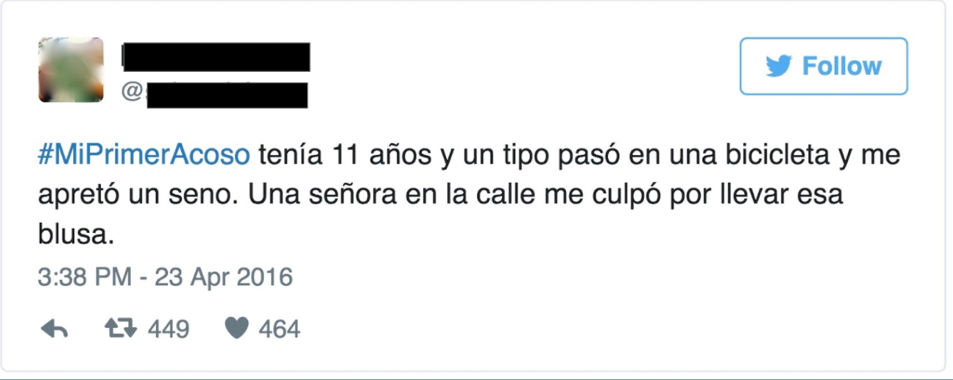 Follow
@
#MiPrimerAcoso tenía 11 años y un tipo pasó en una bicicleta y me
apretó un seno. Una señora en la calle me culpó por llevar esa
blusa.
3:38 PM - 23 Apr 2016
449 464